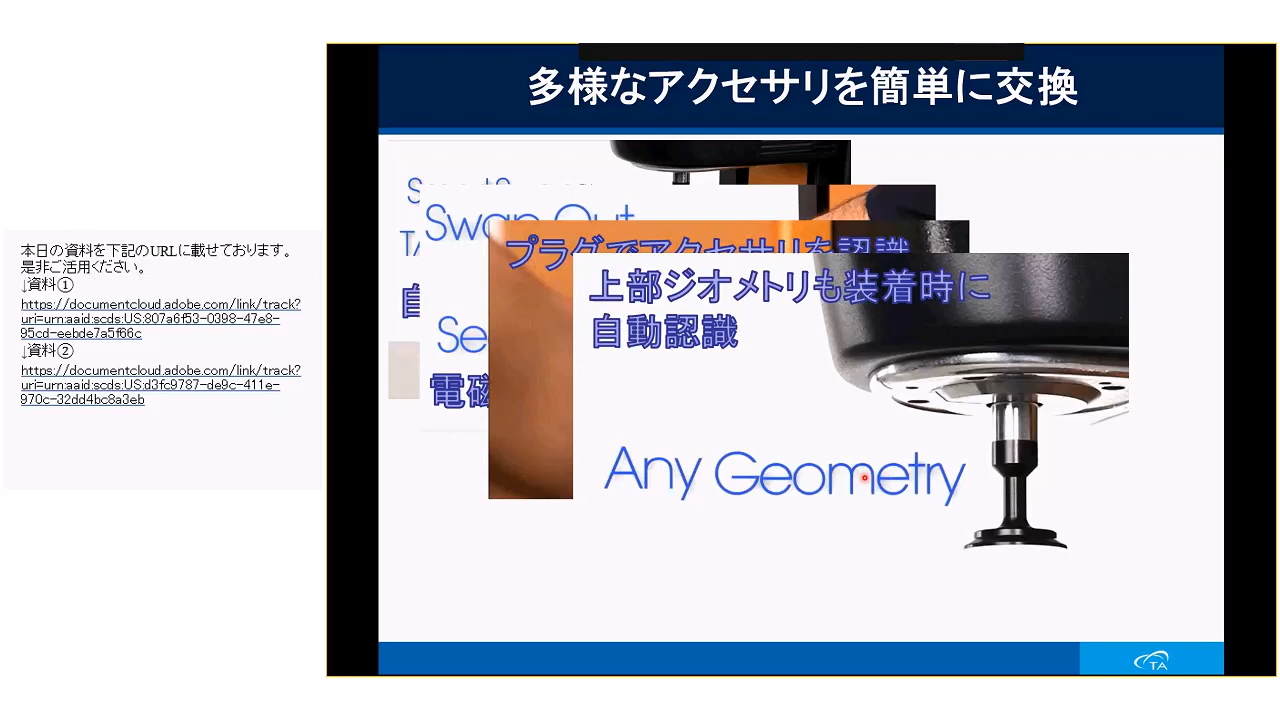 多様なアクセサリを簡単に交換
本日の資料を下記のURLに載せております。
是非ご活用ください。
↓資料①
https://documentcloud.adobe.com/link/track?
uri=urn:aaid:scds:US:807a6f53-0398-47e8-
95cd-eebde7a5f66c
↓資料②
https://documentcloud.adobe.com/link/track?
uri=urn:aaid:scds:US:d3fc9787-de9c-411e-
970c-32dd4bc8a3eb
Swap Out
プラグでアクセサリを認識
上部ジオメトリも装着時に
自動認識
Se
電磁
Any Geometry
TA